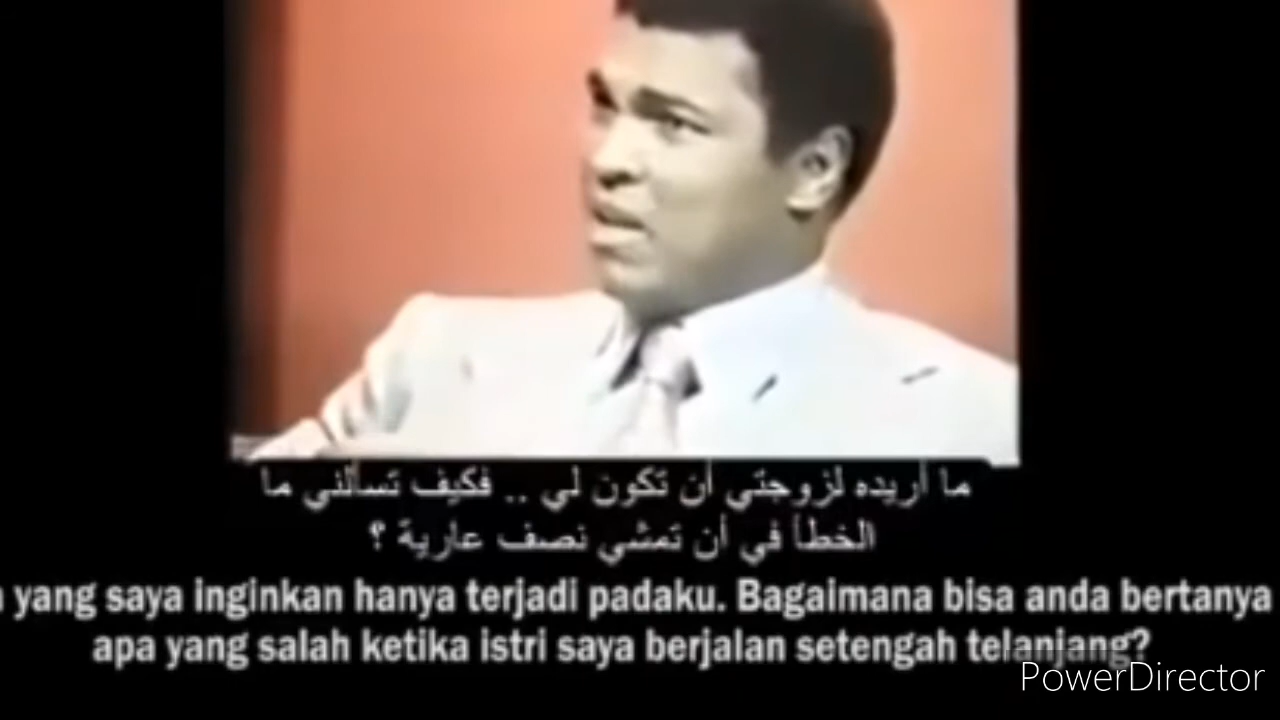 ما أريده لزوجتي أن تكون لي .. فكيف تسألني ما
الخطأ في أن تمشي نصف عارية ؟
yang saya inginkan hanya terjadi padaku. Bagaimana bisa anda bertanya
apa yang salah ketika istri saya berjalan setengah telanjang?
PowerDirector